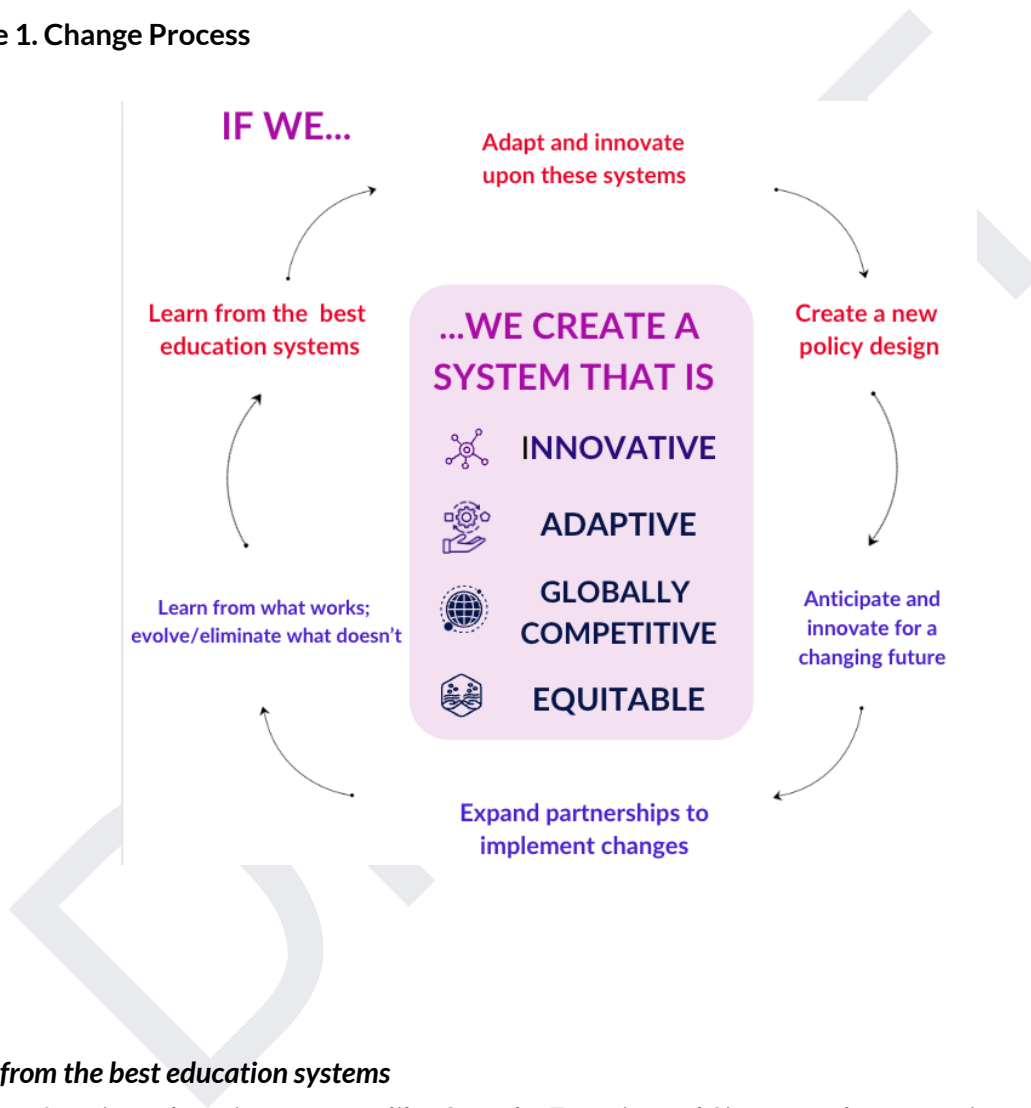 e 1. Change Process
IF WE...
Adapt and innovate
upon these systems
Learn from the best
education systems
Create a new
policy design
...WE CREATE A
SYSTEM THAT IS
INNOVATIVE
ADAPTIVE
GLOBALLY
COMPETITIVE
EQUITABLE
Learn from what works;
evolve/eliminate what doesn't
Anticipate and
innovate for a
changing future
Expand partnerships to
implement changes
from the best education systems